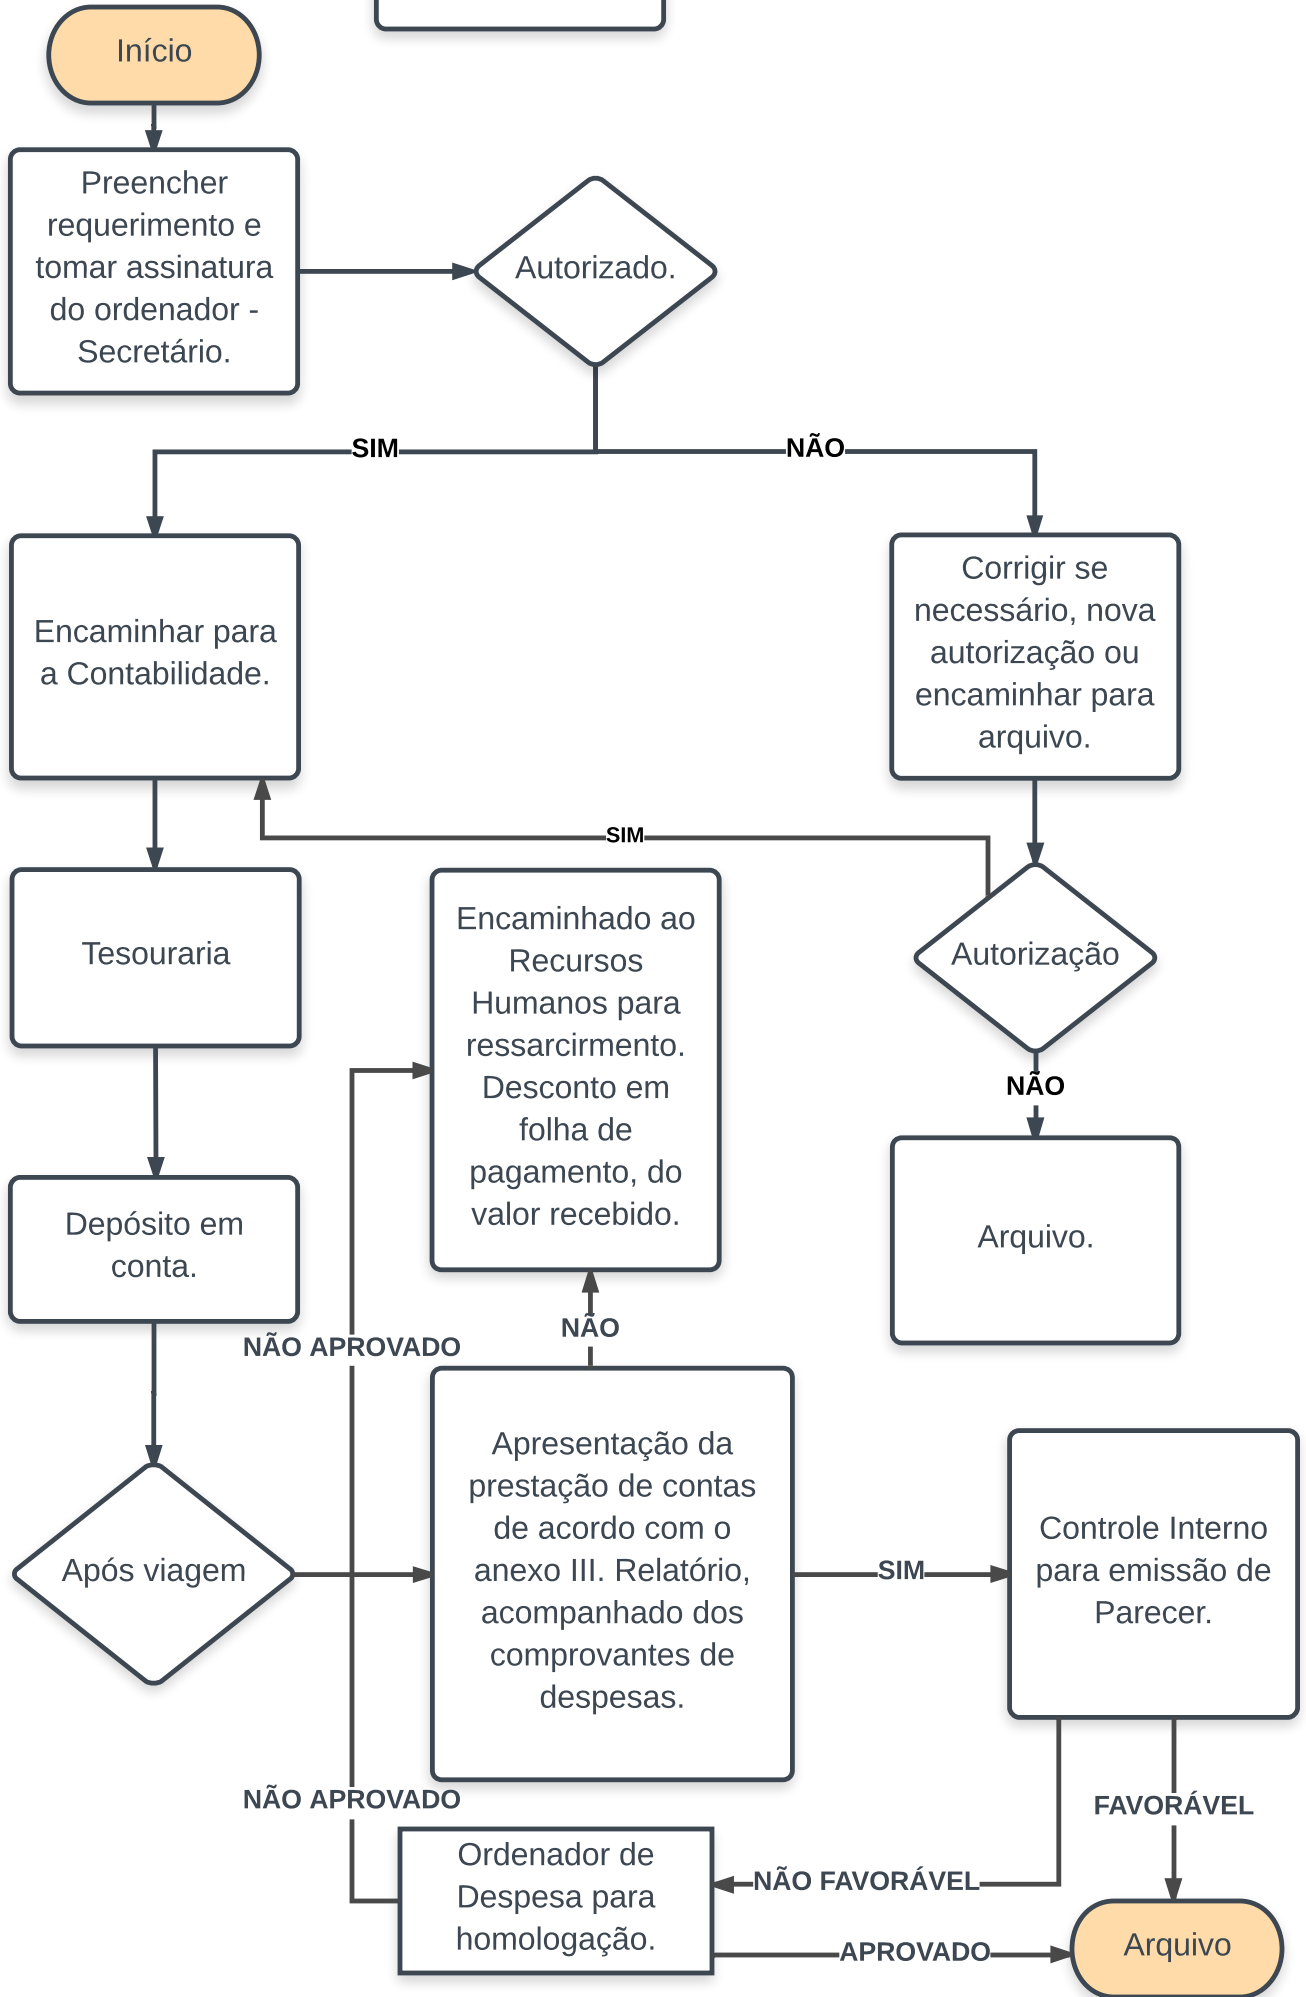 Início
Preencher
requerimento e
tomar assinatura
do ordenador -
Secretário.
Autorizado.
SIM
NÃO
Encaminhar para
a Contabilidade.
Corrigir se
necessário, nova
autorização ou
encaminhar para
arquivo.
SIM
Tesouraria
Encaminhado ao
Recursos
Humanos para
ressarcirmento.
Desconto em
folha de
pagamento, do
valor recebido.
Autorização
NÃO
Arquivo.
Depósito em
conta.
NÃO APROVADO
NÃO
Após viagem
Apresentação da
prestação de contas
de acordo com o
anexo III. Relatório,
acompanhado dos
comprovantes de
despesas.
SIM
Controle Interno
para emissão de
Parecer.
NÃO APROVADO
FAVORÁVEL
Ordenador de
Despesa para
homologação.
NÃO FAVORÁVEL
APROVADO
Arquivo